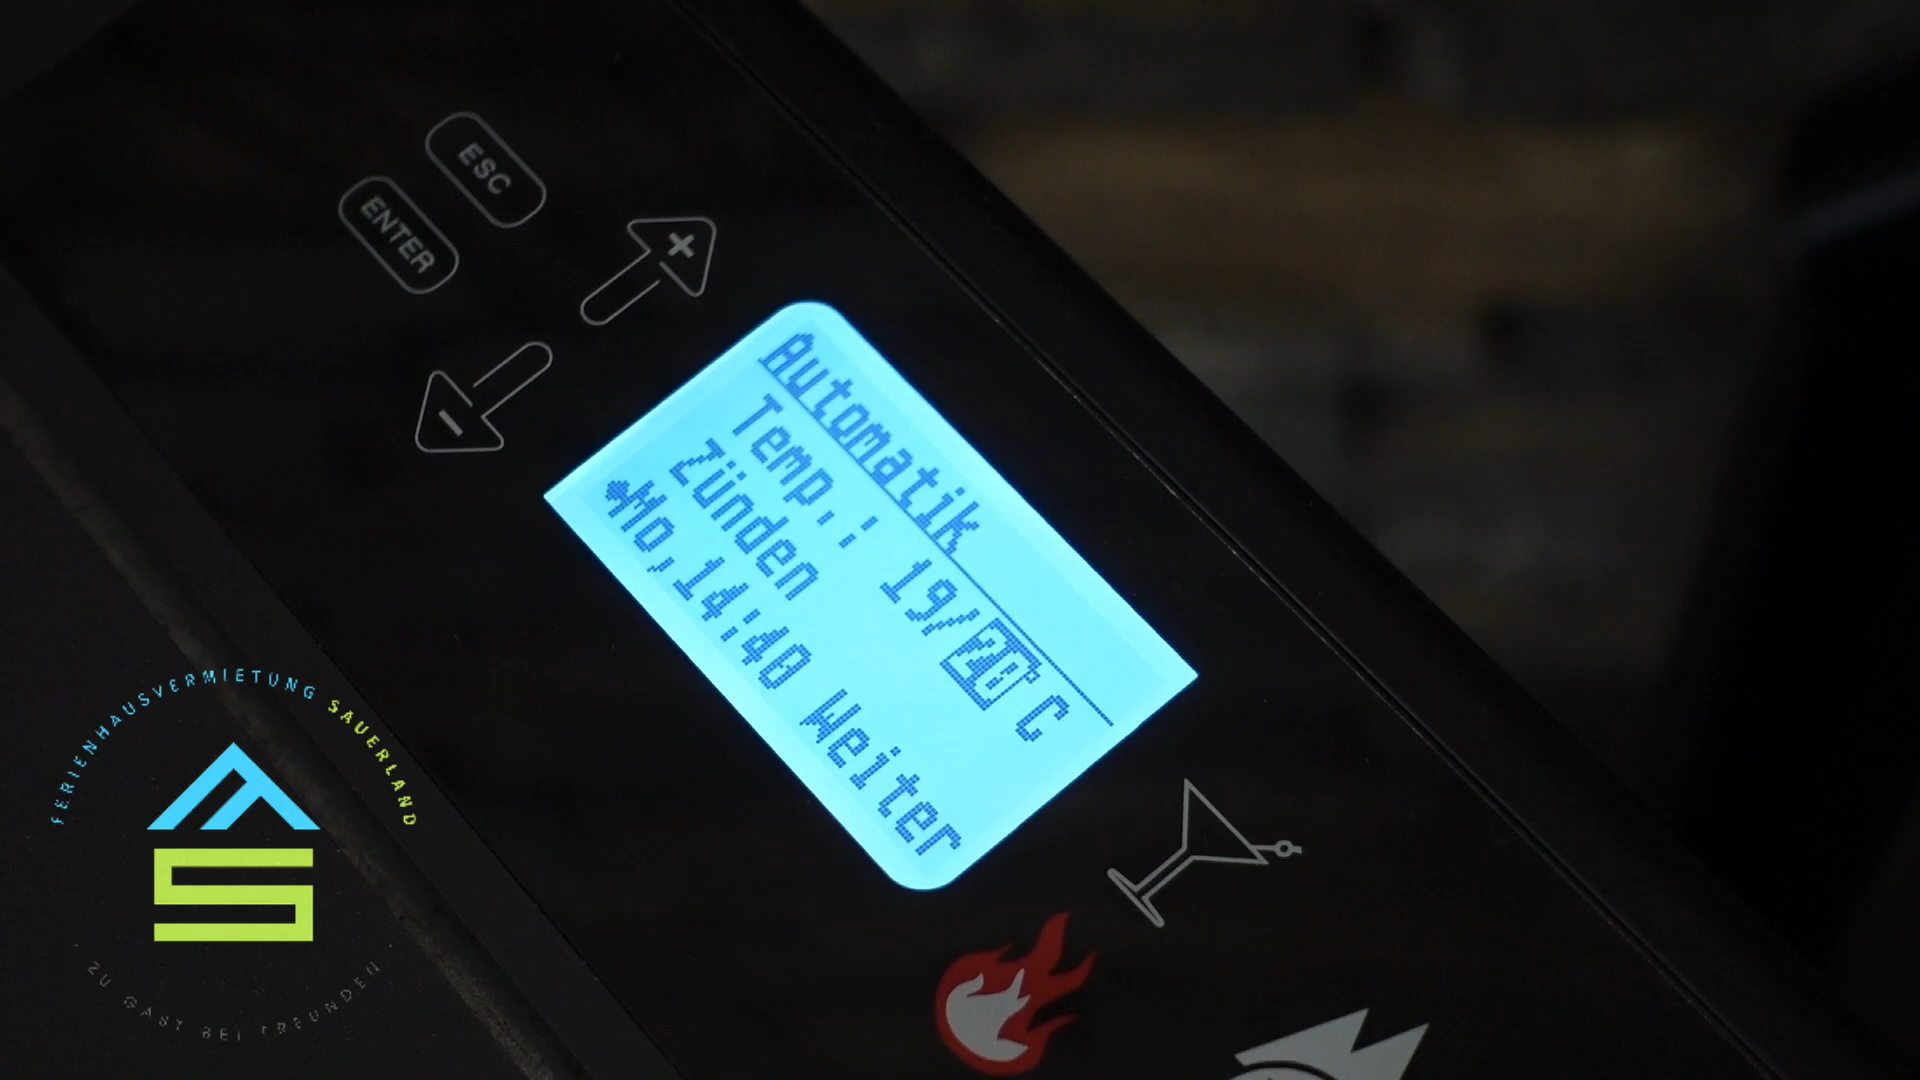 ESC
ENTER
+
-
Automatik
Temp.: 19/20 C
Zünden
Mo,14:40 Weiter
FERIENHAUSVERMIETUNG SAUERLAND
ZU GAST BEI FREUNDEN